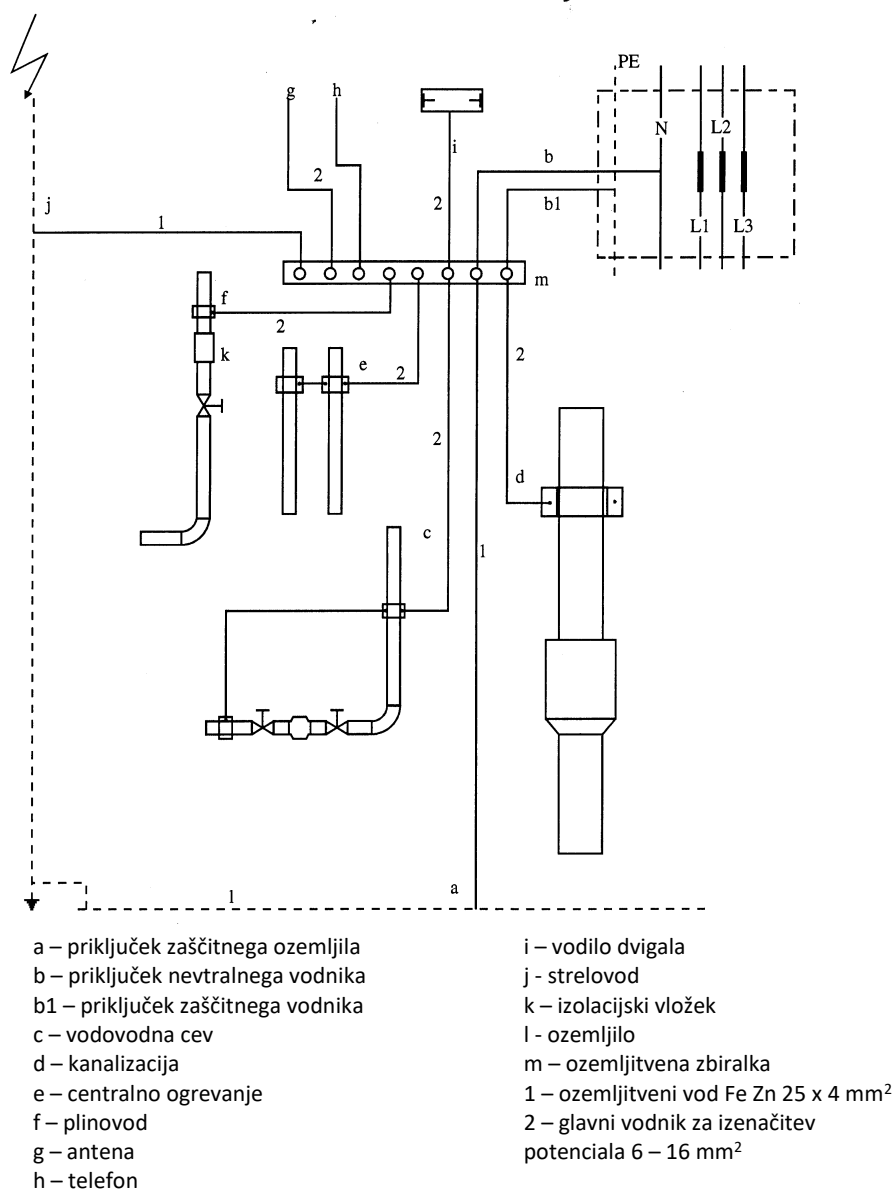 PE
g
h
N
L2
i
b
2
b1
j
2
1
L1
L3
m
f
2
2
k
e
2
2
d
c
1
l
a
a – priključek zaščitnega ozemljila
b – priključek nevtralnega vodnika
b1 – priključek zaščitnega vodnika
c – vodovodna cev
d – kanalizacija
e – centralno ogrevanje
f – plinovod
g – antena
h – telefon
i – vodilo dvigala
j - strelovod
k – izolacijski vložek
l - ozemljilo
m – ozemljitvena zbiralka
1 – ozemljitveni vod Fe Zn 25 x 4 mm²
2 – glavni vodnik za izenačitev
potenciala 6 – 16 mm²